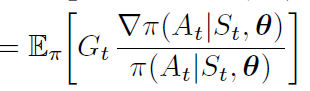 = 𝔼_π [ G_t ∇π(A_t|S_t, θ) / π(A_t|S_t, θ) ]